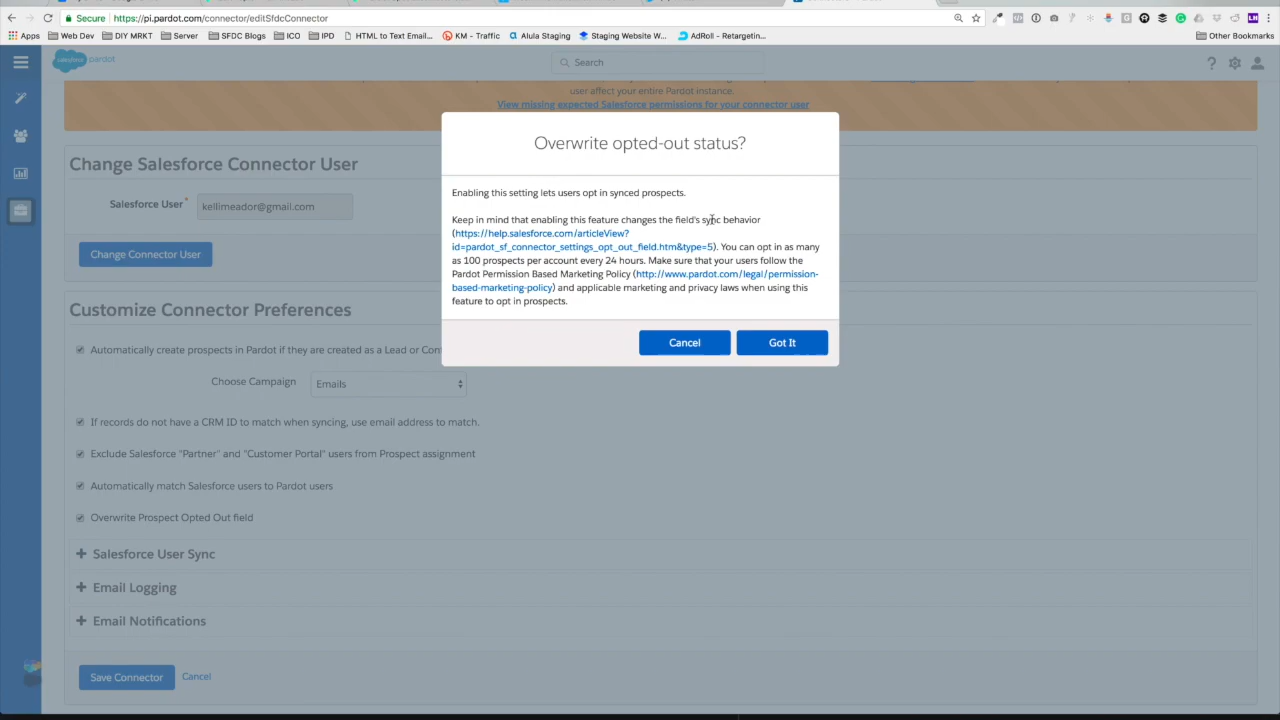 Secure https://pi.pardot.com/connector/editSfdcConnector
Apps Web Dev DIY MRKT Server SFDC Blogs ICO IPD HTML to Text Email... KM - Traffic Alula Staging Staging Website W... AdRoll - Retargetin... Other Bookmarks
salesforce pardot
Search
user affect your entire Pardot instance.
View missing expected Salesforce permissions for your connector user
Change Salesforce Connector User
Salesforce User* kellimeador@gmail.com
Change Connector User
Overwrite opted-out status?
Enabling this setting lets users opt in synced prospects.
Keep in mind that enabling this feature changes the field's sync behavior
(https://help.salesforce.com/articleView?
id=pardot_sf_connector_settings_opt_out_field.htm&type=5). You can opt in as many
as 100 prospects per account every 24 hours. Make sure that your users follow the
Pardot Permission Based Marketing Policy (http://www.pardot.com/legal/permission-
based-marketing-policy) and applicable marketing and privacy laws when using this
feature to opt in prospects.
Cancel Got It
Customize Connector Preferences
Automatically create prospects in Pardot if they are created as a Lead or Con
Choose Campaign Emails
If records do not have a CRM ID to match when syncing, use email address to match.
Exclude Salesforce "Partner" and "Customer Portal" users from Prospect assignment
Automatically match Salesforce users to Pardot users
Overwrite Prospect Opted Out field
+ Salesforce User Sync
+ Email Logging
+ Email Notifications
Save Connector Cancel